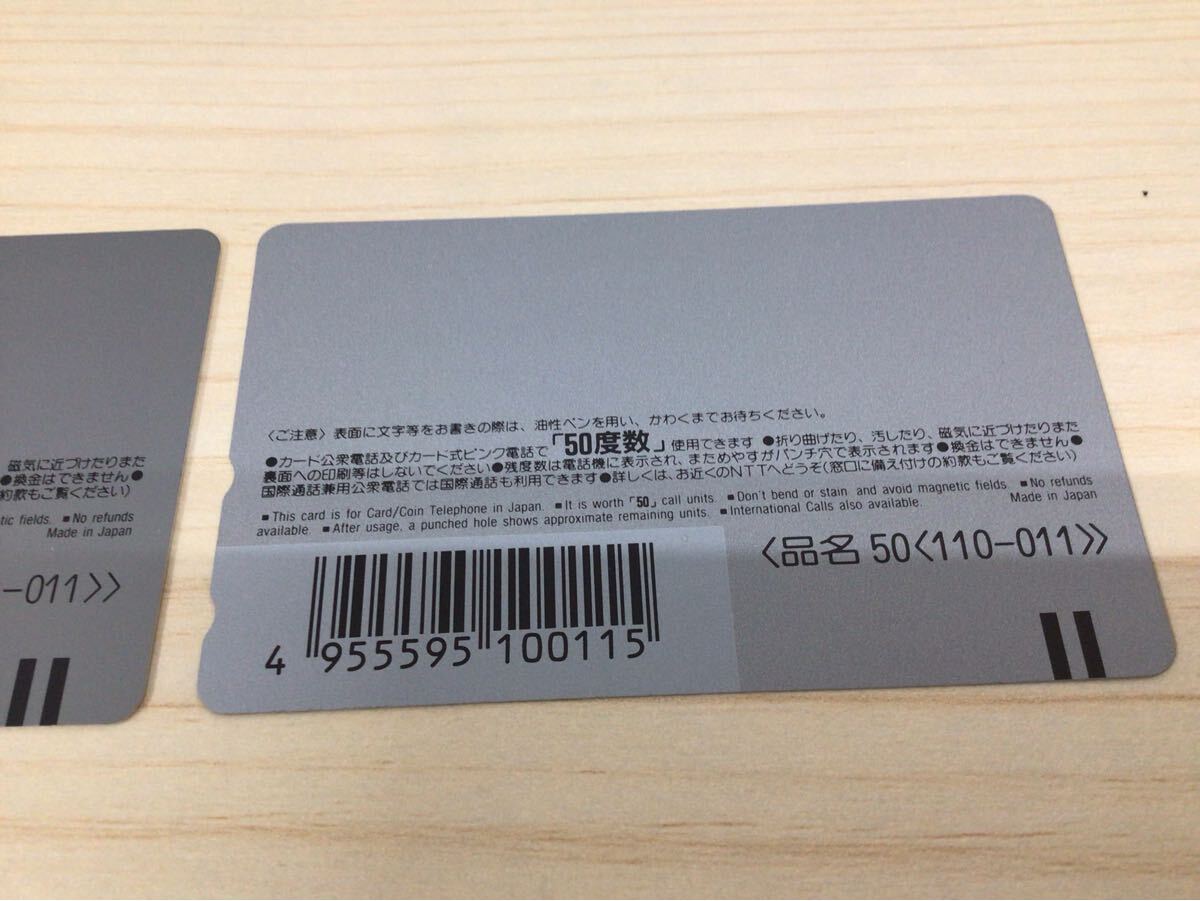 磁気に近づけたりまた
●換金はできません●
約款もご覧ください）
tic fields. ■No refunds
Made in Japan
-011》
〈ご注意〉表面に文字等をお書きの際は、油性ペンを用い、かわくまでお待ちください。
●カード公衆電話及びカード式ピンク電話で「50度数」使用できます ●折り曲げたり、汚したり、磁気に近づけたりまた
裏面への印刷等はしないでください●残度数は電話機に表示され、まためやすがパンチ穴で表示されます●換金はできません●
国際通話兼用公衆電話では国際通話も利用できます●詳しくは、お近くのNTTへどうぞ（窓口に備え付けの約款もご覧ください）
■This card is for Card/Coin Telephone in Japan. ■It is worth「50」call units. ■Don't bend or stain and avoid magnetic fields. ■No refunds
available. ■After usage, a punched hole shows approximate remaining units. ■International Calls also available. Made in Japan
〈品名 50〈110-011》
4 955595 100115